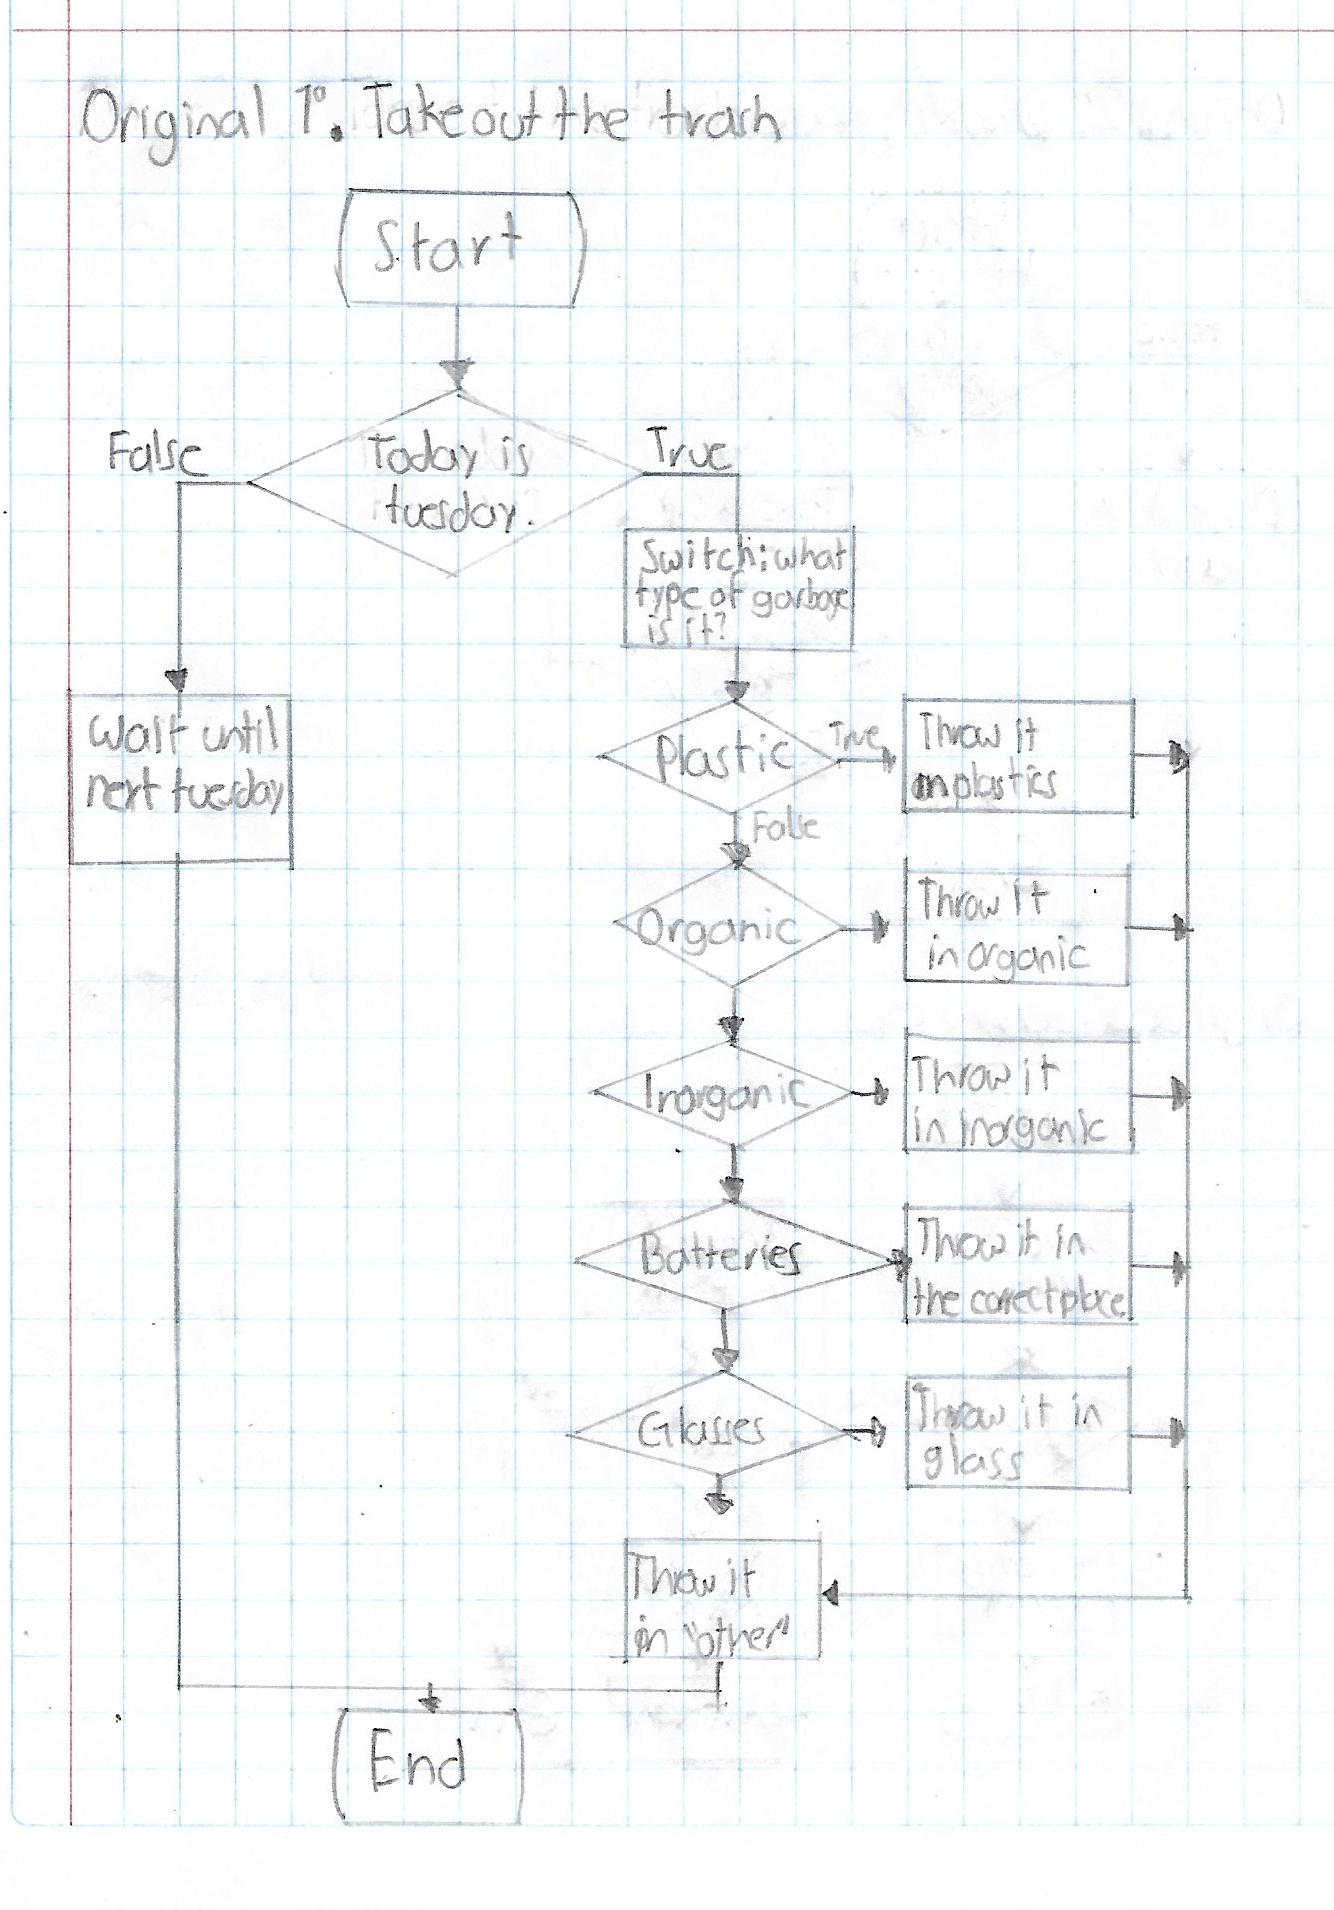 Original 1°. Take out the trash
Start
False
Today is
tuesday.
True
Switch: what
type of garbage
is it?
Wait until
next tuesday
Plastic
True
Throw it
in plastics
False
Organic
Throw It
in organic
Inorganic
Throw it
in Inorganic
Batteries
Throw it in
the correct place.
Glasses
Throw it in
glass
Throw it
in "other"
End